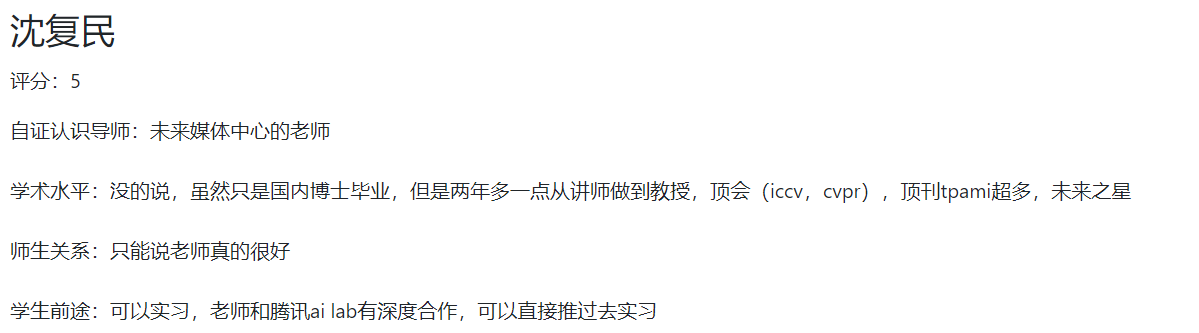 沈复民
评分：5
自证认识导师：未来媒体中心的老师
学术水平：没的说，虽然只是国内博士毕业，但是两年多一点从讲师做到教授，顶会（iccv，cvpr），顶刊tpami超多，未来之星
师生关系：只能说老师真的很好
学生前途：可以实习，老师和腾讯ai lab有深度合作，可以直接推过去实习